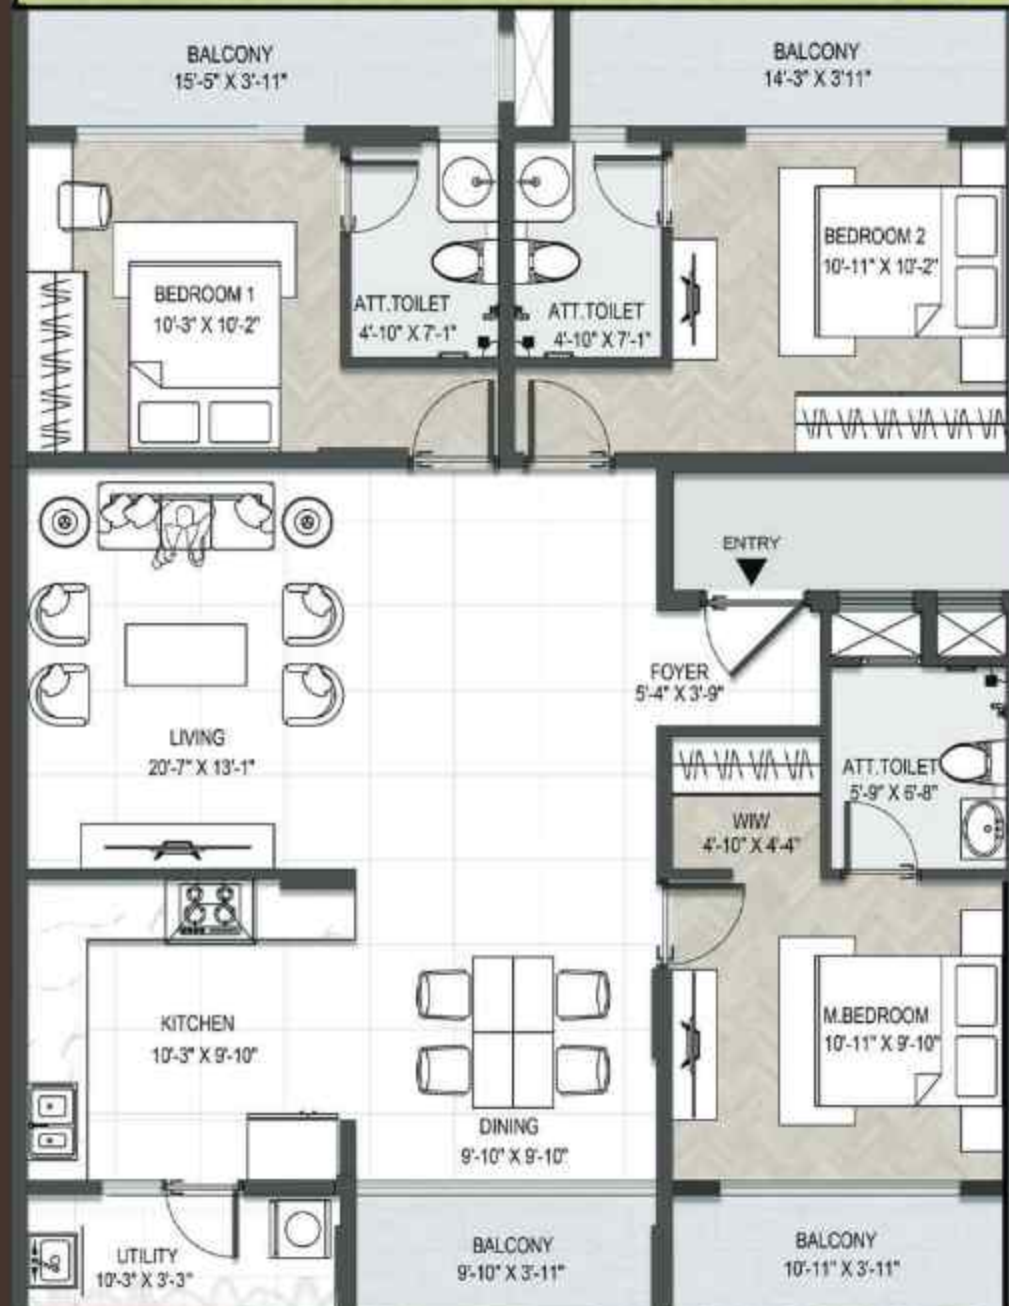 BALCONY
15'-5" X 3'-11"
BALCONY
14'-3" X 3'11"
BEDROOM 1
10'-3" X 10'-2"
ATT.TOILET
4'-10" X 7'-1"
ATT.TOILET
4'-10" X 7'-1"
BEDROOM 2
10'-11" X 10'-2"
ENTRY
FOYER
5'-4" X 3'-9"
LIVING
20'-7" X 13'-1"
ATT.TOILET
5'-9" X 6'-8"
WIW
4'-10" X 4'-4"
KITCHEN
10'-3" X 9'-10"
M.BEDROOM
10'-11" X 9'-10"
DINING
9'-10" X 9'-10"
UTILITY
10'-3" X 3'-3"
BALCONY
9'-10" X 3'-11"
BALCONY
10'-11" X 3'-11"